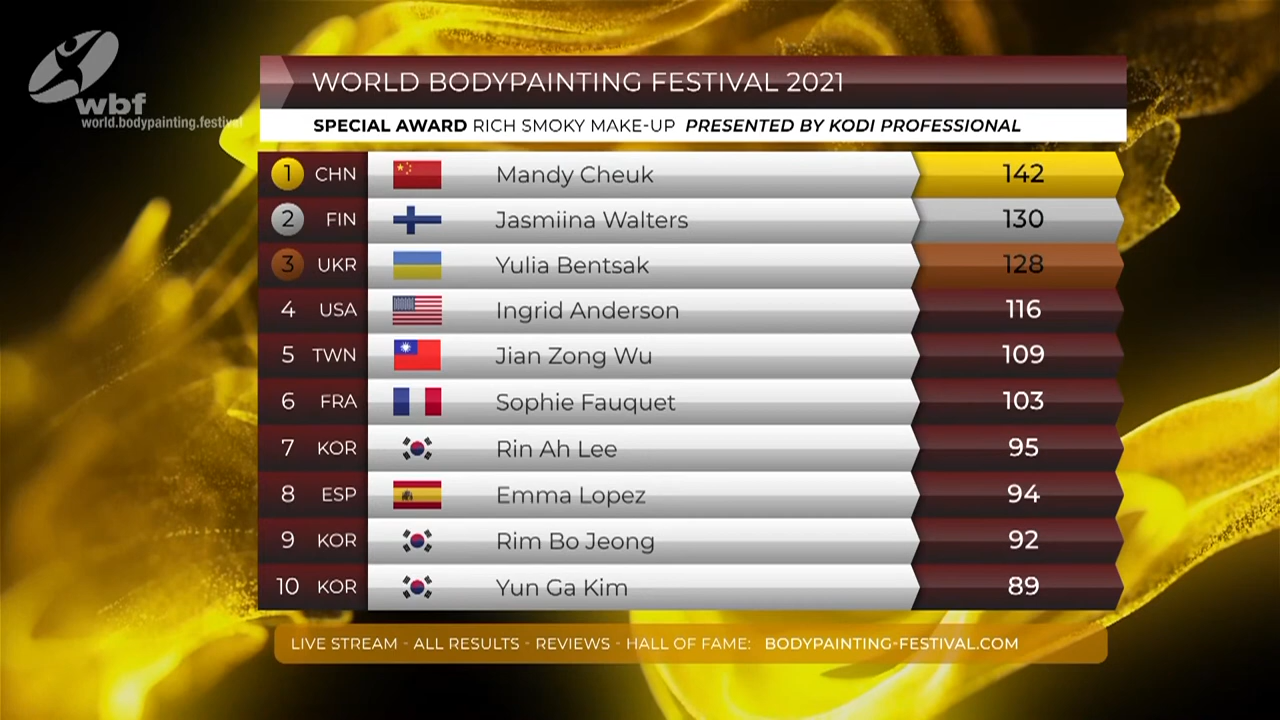 wbf
world.bodypainting.festival
WORLD BODYPAINTING FESTIVAL 2021
SPECIAL AWARD RICH SMOKY MAKE-UP PRESENTED BY KODI PROFESSIONAL
1 CHN Mandy Cheuk 142
2 FIN Jasmiina Walters 130
3 UKR Yulia Bentsak 128
4 USA Ingrid Anderson 116
5 TWN Jian Zong Wu 109
6 FRA Sophie Fauquet 103
7 KOR Rin Ah Lee 95
8 ESP Emma Lopez 94
9 KOR Rim Bo Jeong 92
10 KOR Yun Ga Kim 89
LIVE STREAM - ALL RESULTS - REVIEWS - HALL OF FAME: BODYPAINTING-FESTIVAL.COM